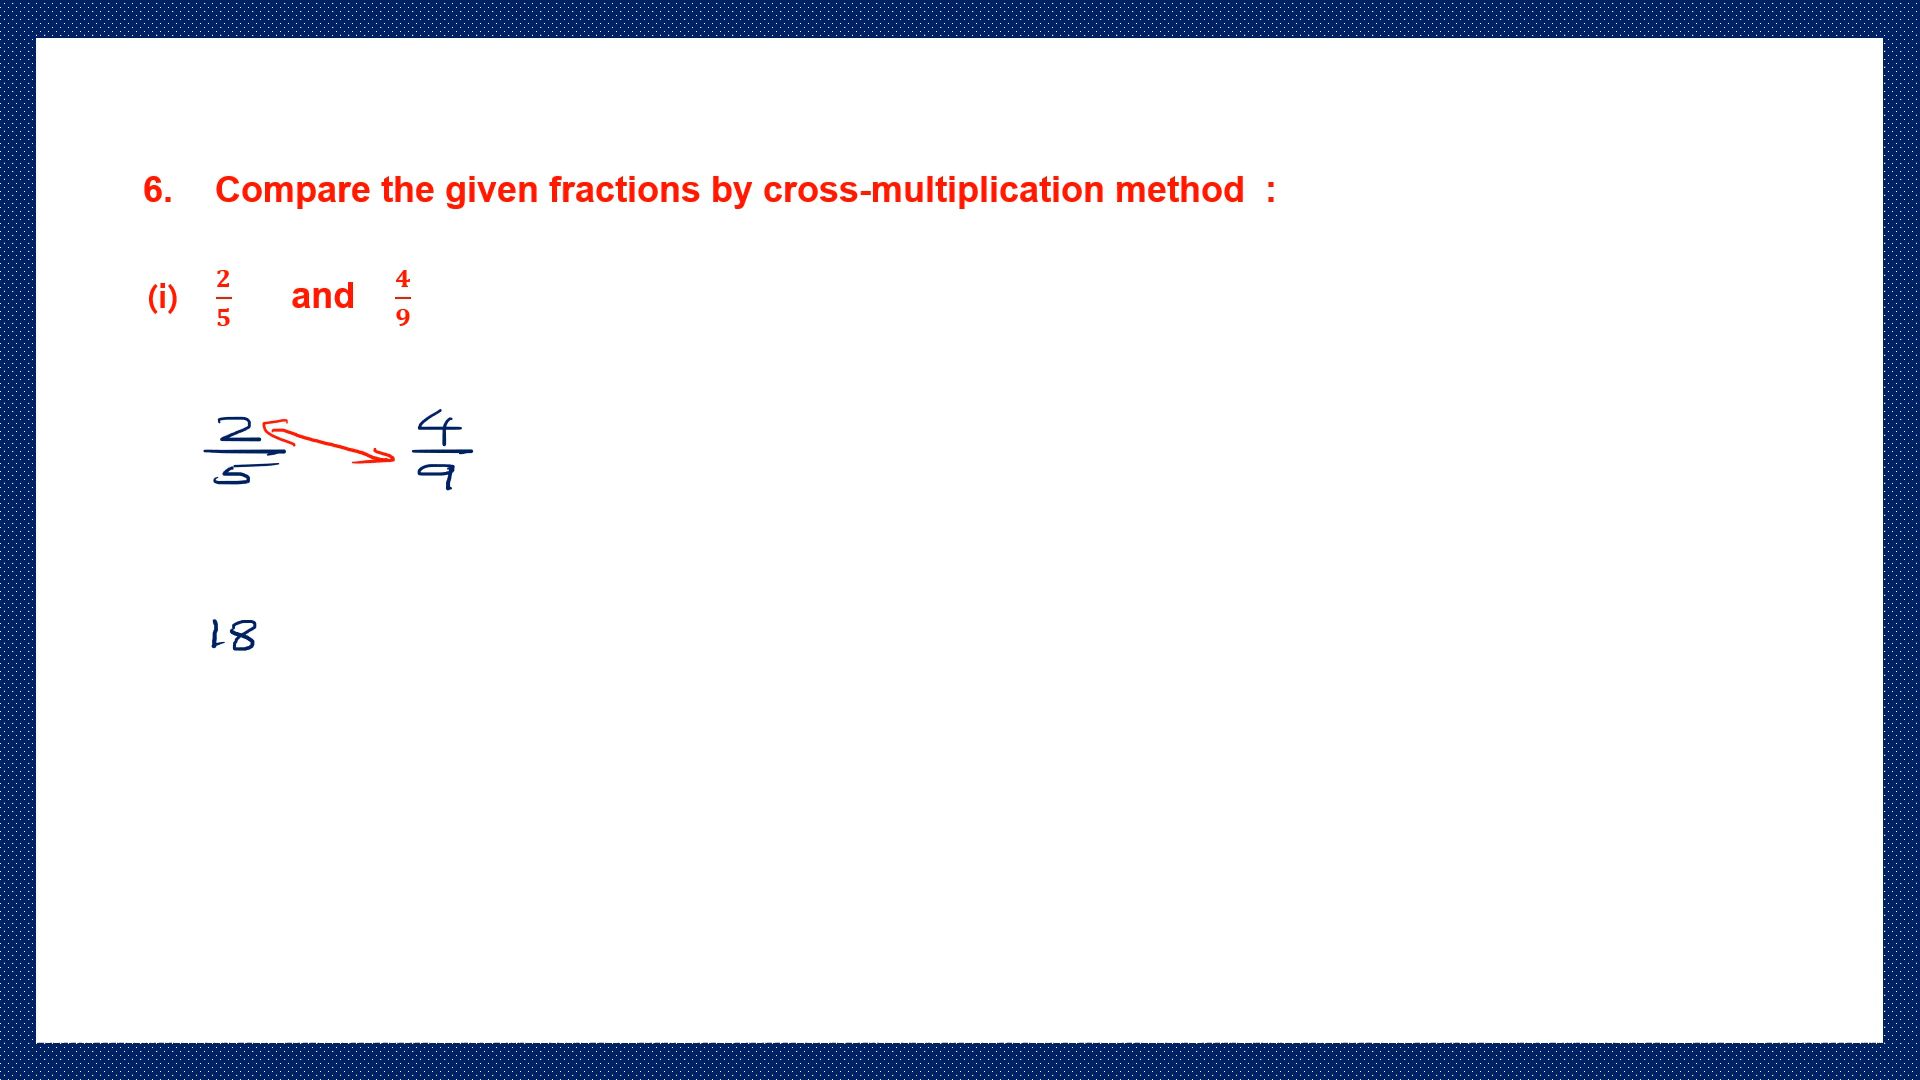 6. Compare the given fractions by cross-multiplication method :
(i) 2/5 and 4/9
2/5 4/9
18